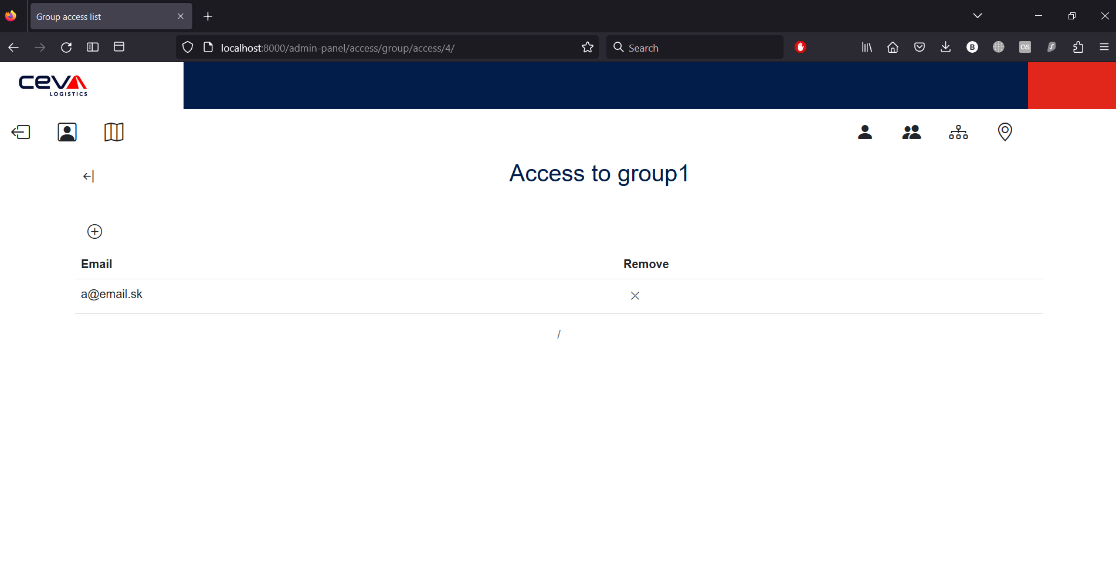 Group access list
localhost:8000/admin-panel/access/group/access/4/
Search
CEVA
LOGISTICS
Access to group1
Email
Remove
a@email.sk
/